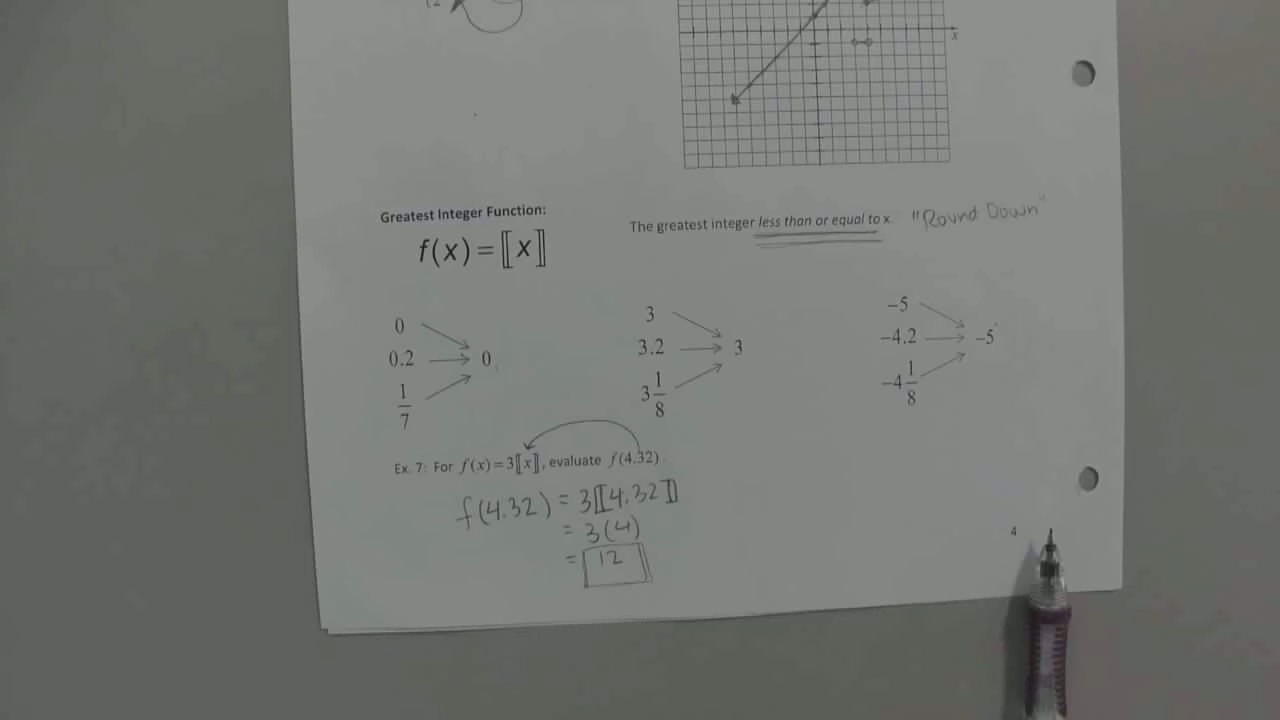 x
Greatest Integer Function:
The greatest integer less than or equal to x. "Round Down"
f(x) = ⟦x⟧
0
0.2
1/7
0
3
3.2
3 1/8
3
-5
-4.2
-4 1/8
-5
Ex. 7: For f(x) = 3⟦x⟧, evaluate f(4.32).
f(4.32) = 3⟦4.32⟧
= 3(4)
= 12
4